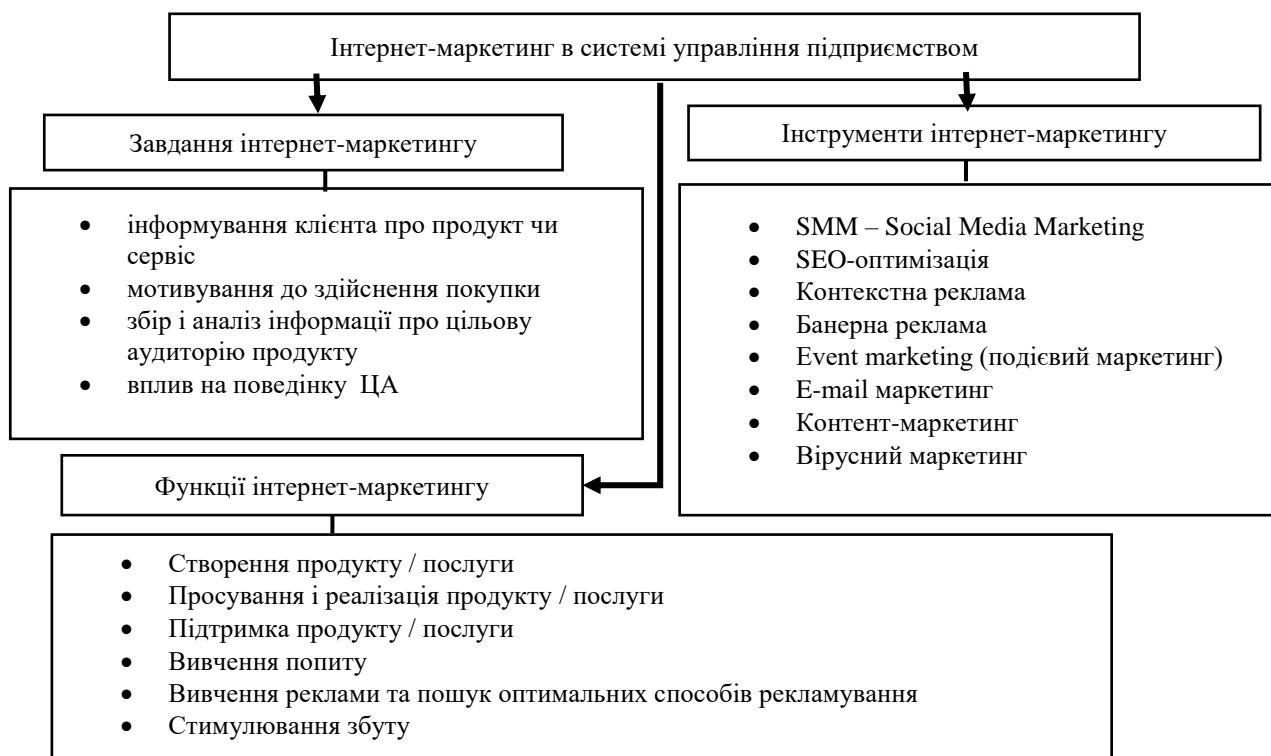 Інтернет-маркетинг в системі управління підприємством
Завдання інтернет-маркетингу
• інформування клієнта про продукт чи
сервіс
• мотивування до здійснення покупки
• збір і аналіз інформації про цільову
аудиторію продукту
• вплив на поведінку ЦА
Інструменти інтернет-маркетингу
• SMM – Social Media Marketing
• SEO-оптимізація
• Контекстна реклама
• Банерна реклама
• Event marketing (подієвий маркетинг)
• E-mail маркетинг
• Контент-маркетинг
• Вірусний маркетинг
Функції інтернет-маркетингу
• Створення продукту / послуги
• Просування і реалізація продукту / послуги
• Підтримка продукту / послуги
• Вивчення попиту
• Вивчення реклами та пошук оптимальних способів рекламування
• Стимулювання збуту